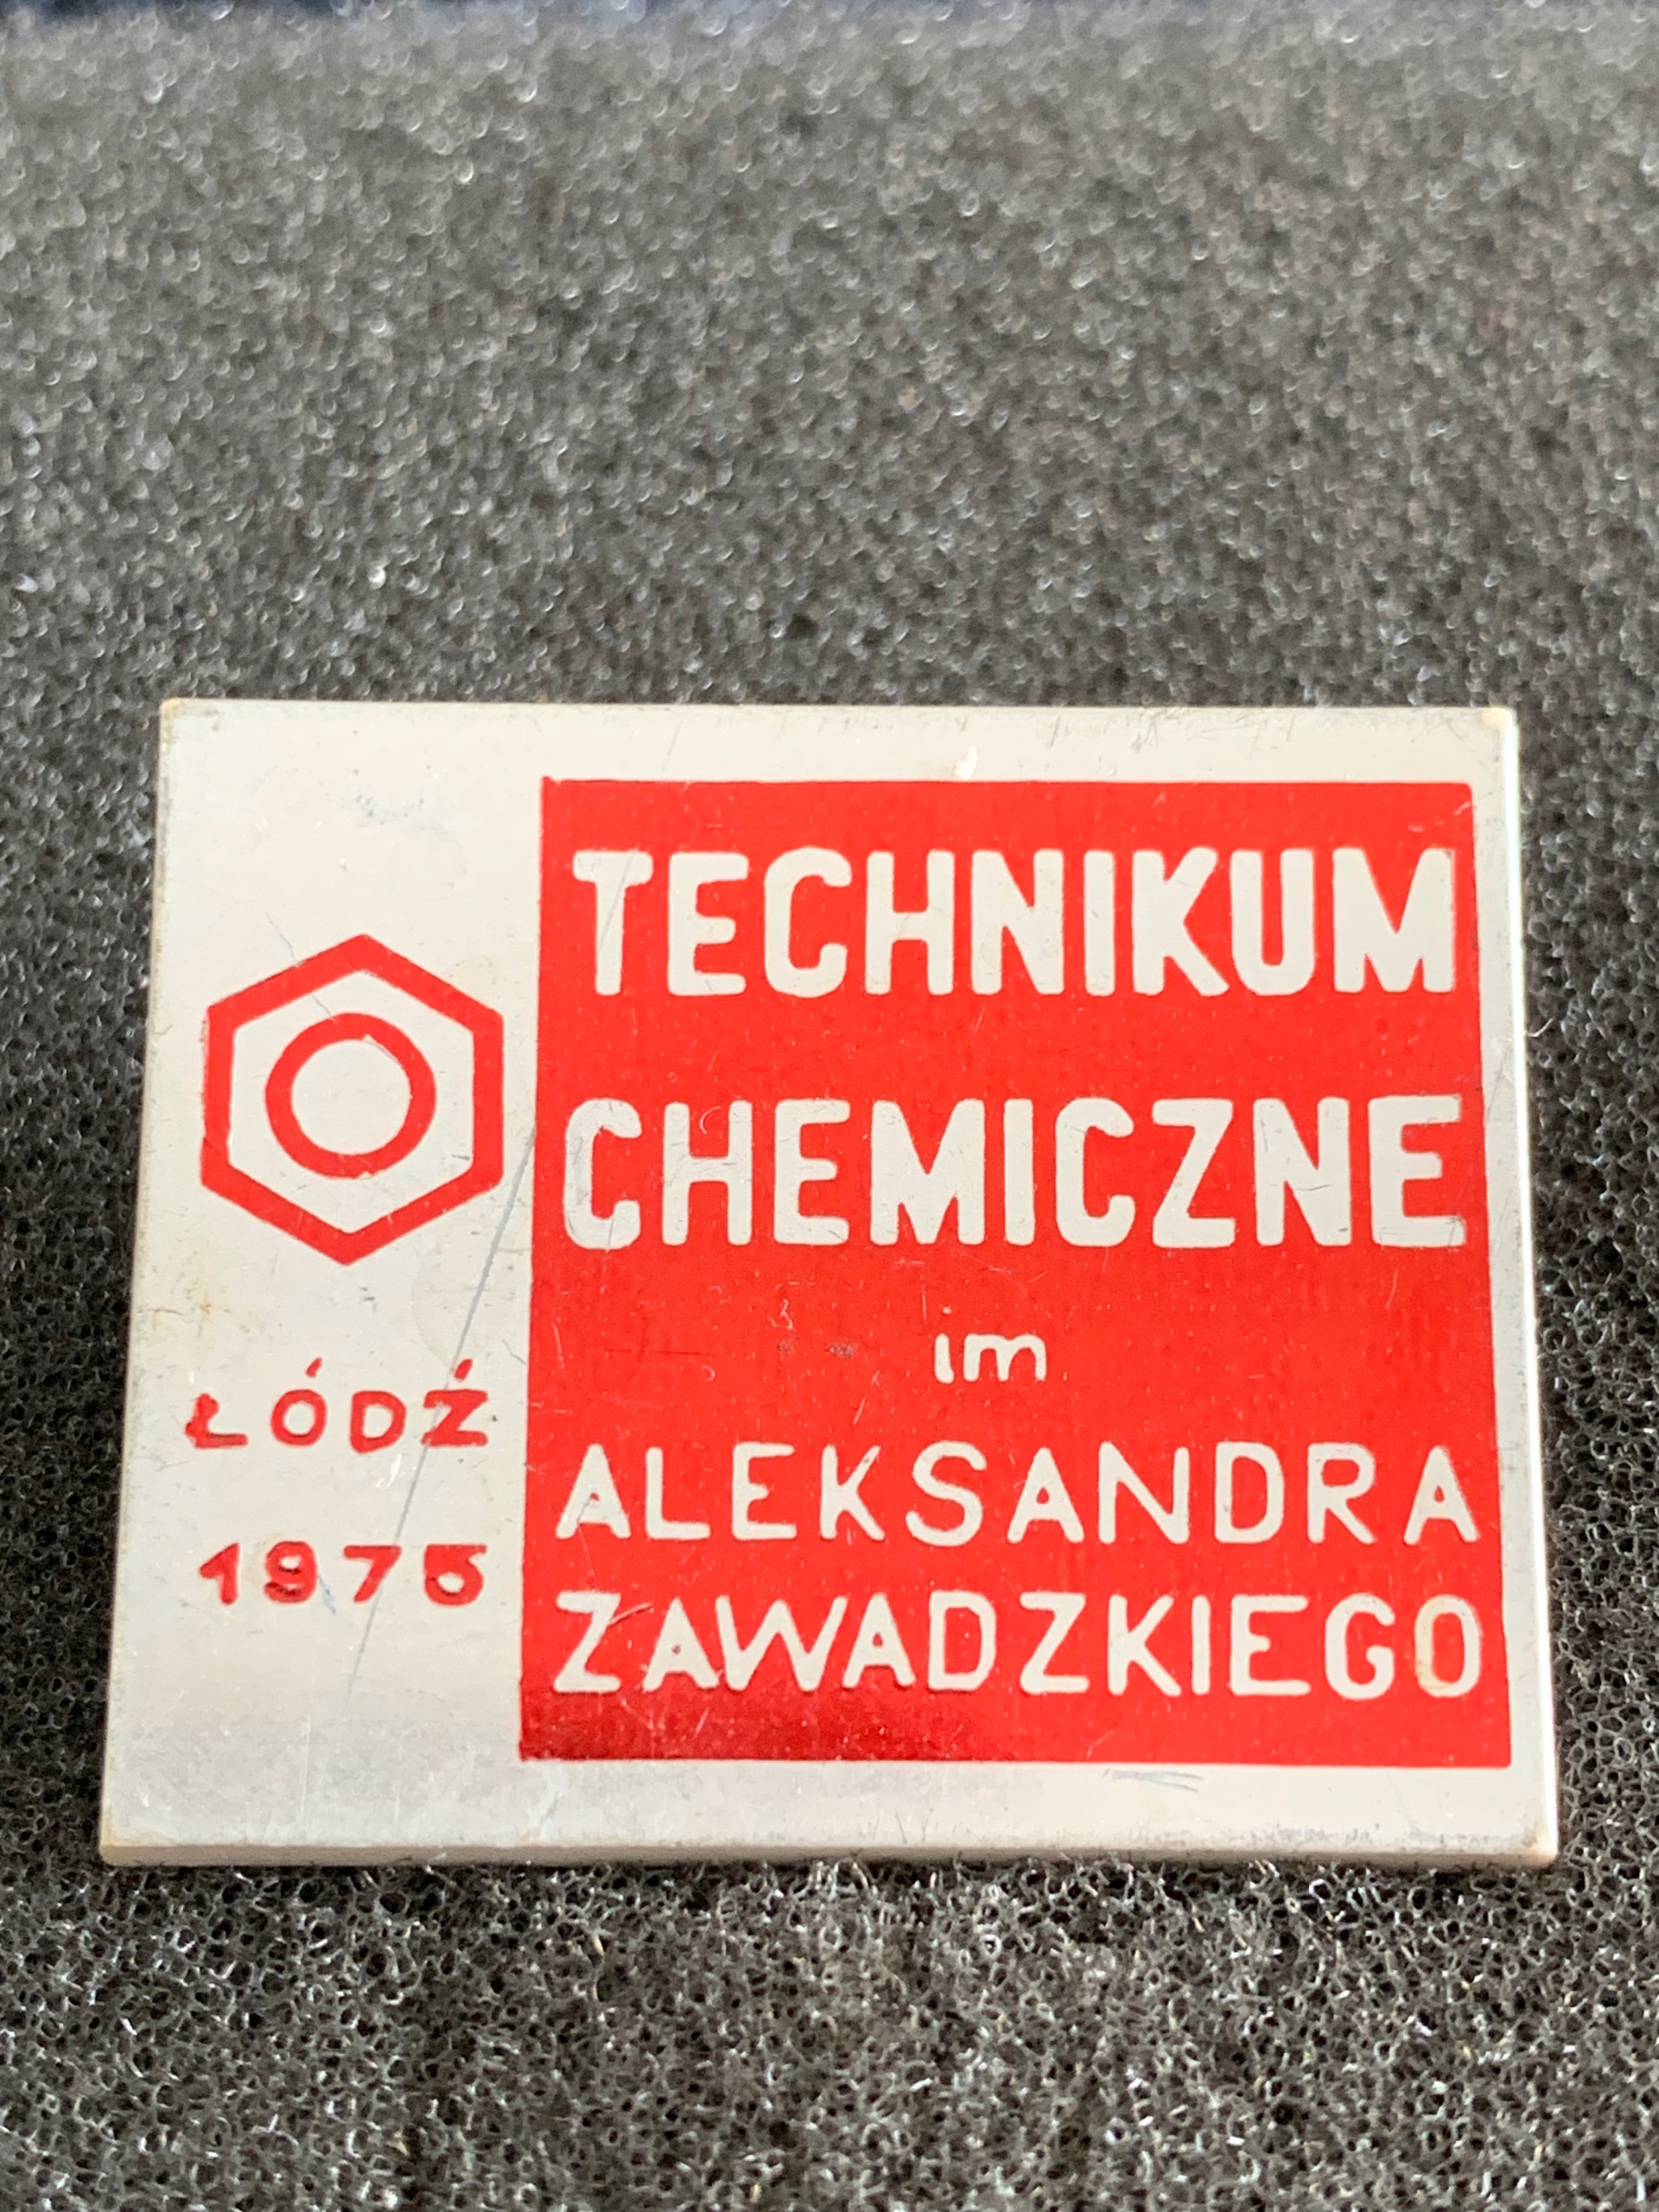 TECHNIKUM
CHEMICZNE
im
ALEKSANDRA
ZAWADZKIEGO
ŁÓDŹ
1975